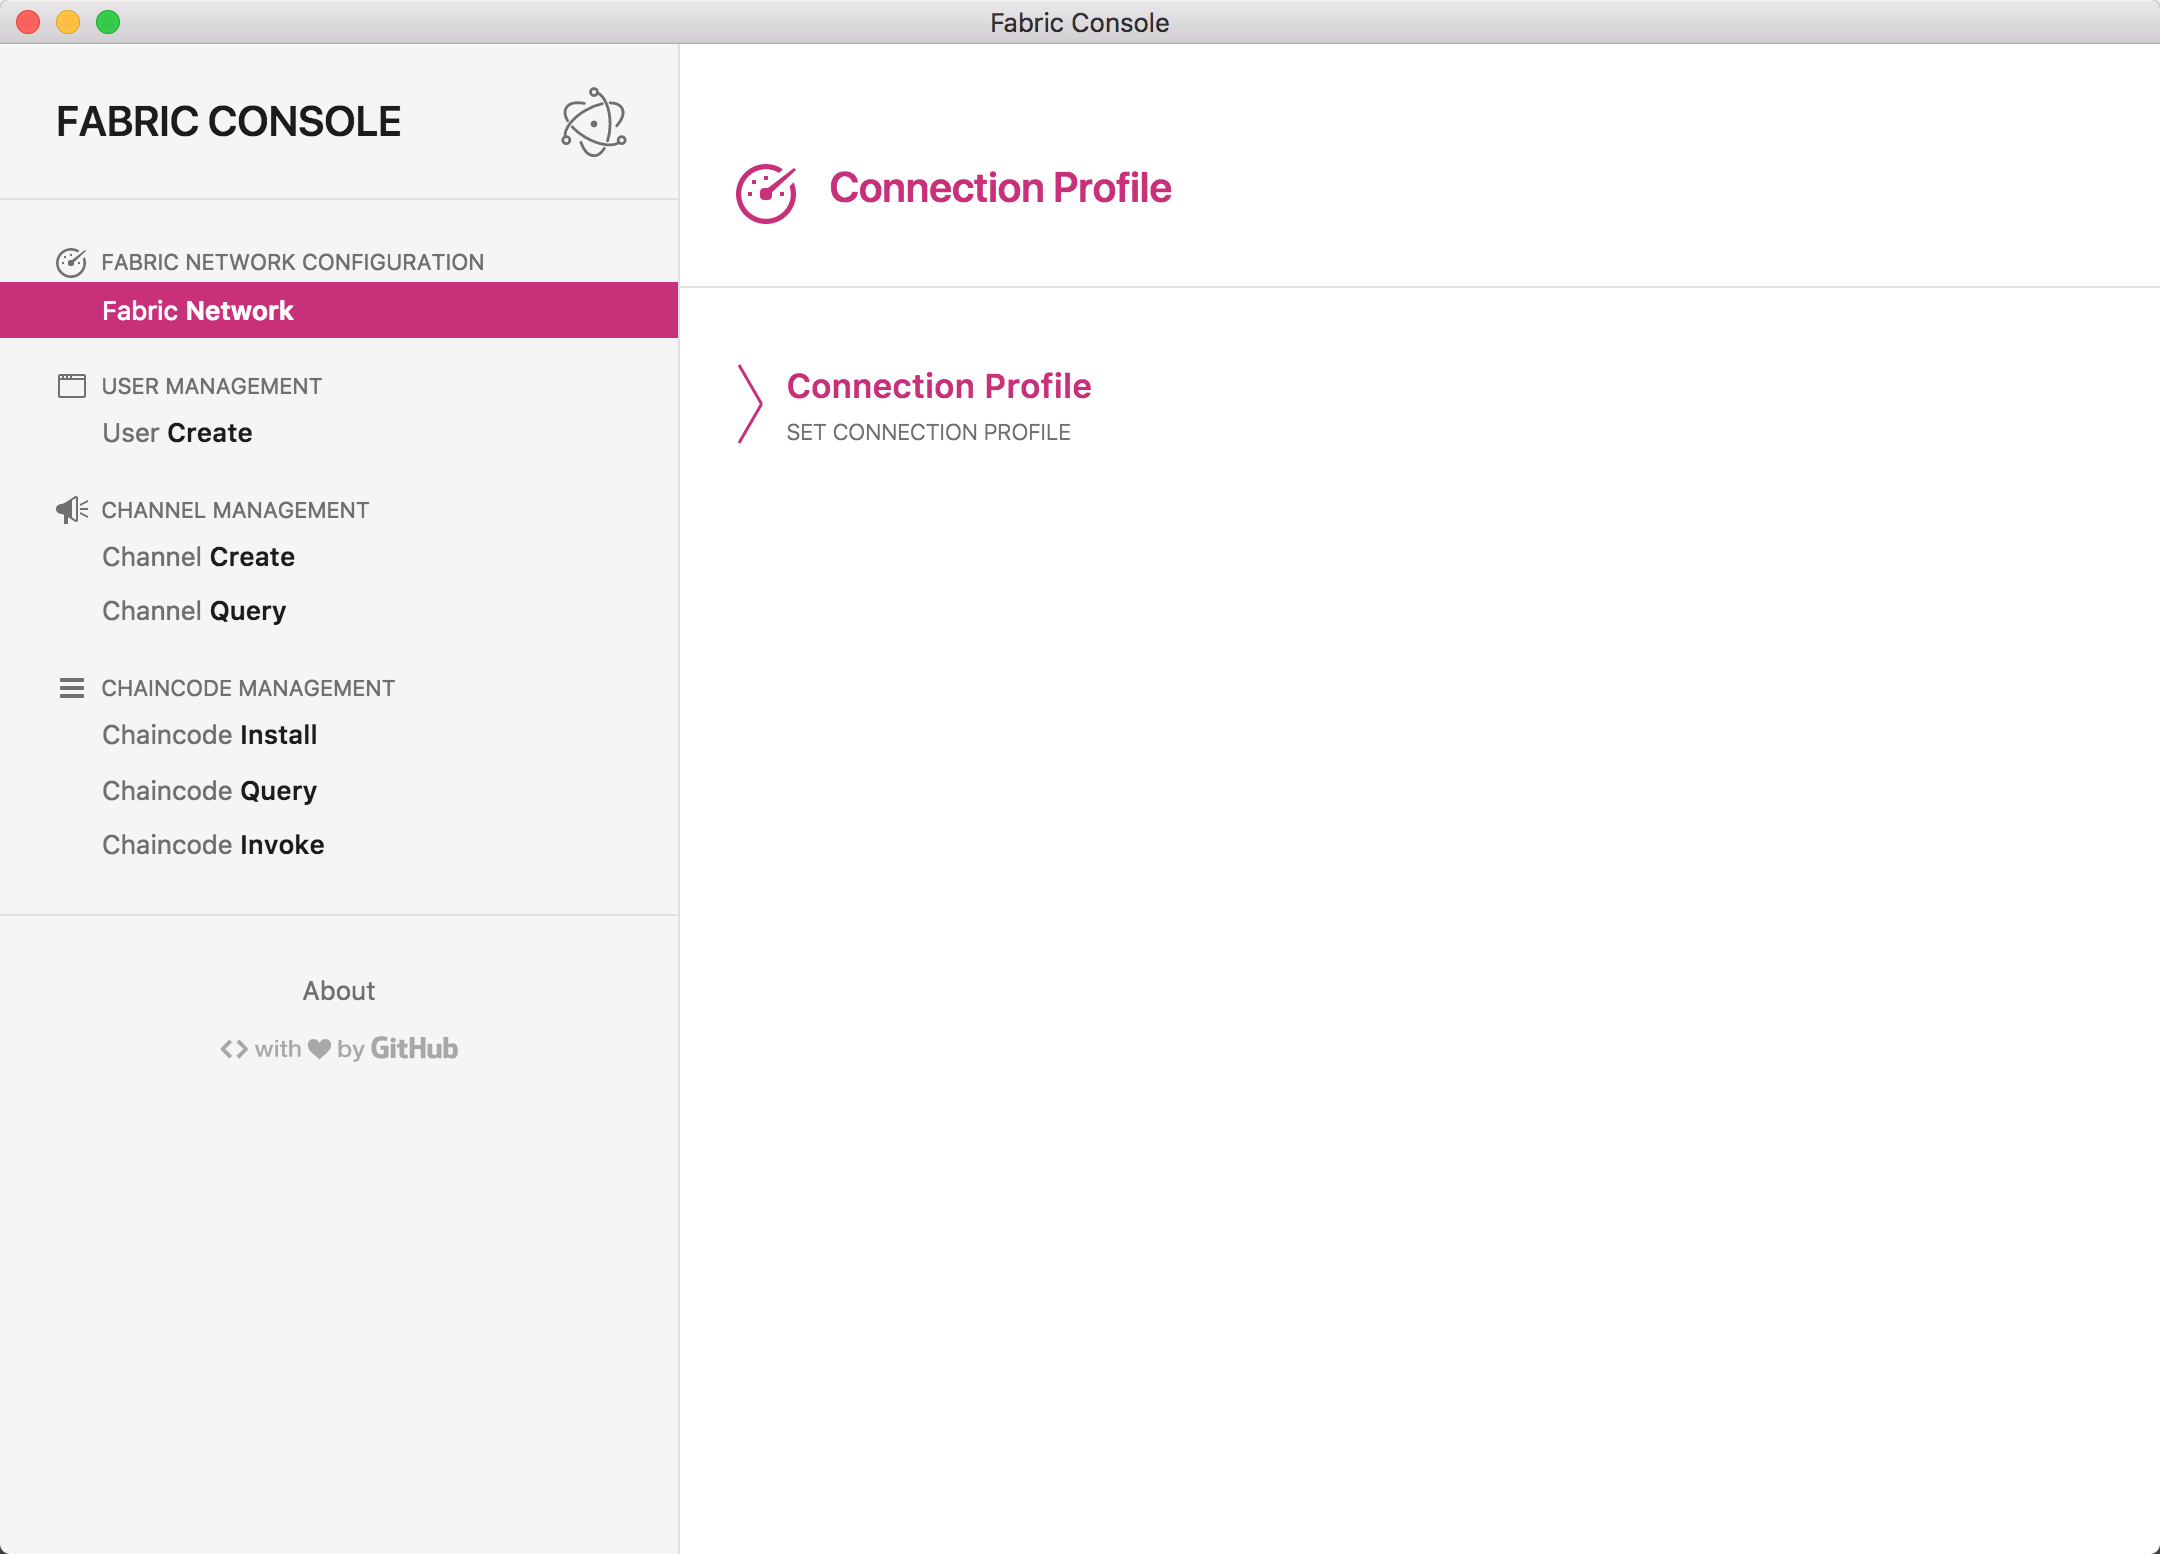 Fabric Console
FABRIC CONSOLE
FABRIC NETWORK CONFIGURATION
Fabric Network
USER MANAGEMENT
User Create
CHANNEL MANAGEMENT
Channel Create
Channel Query
CHAINCODE MANAGEMENT
Chaincode Install
Chaincode Query
Chaincode Invoke
About
<> with ♥ by GitHub
Connection Profile
Connection Profile
SET CONNECTION PROFILE